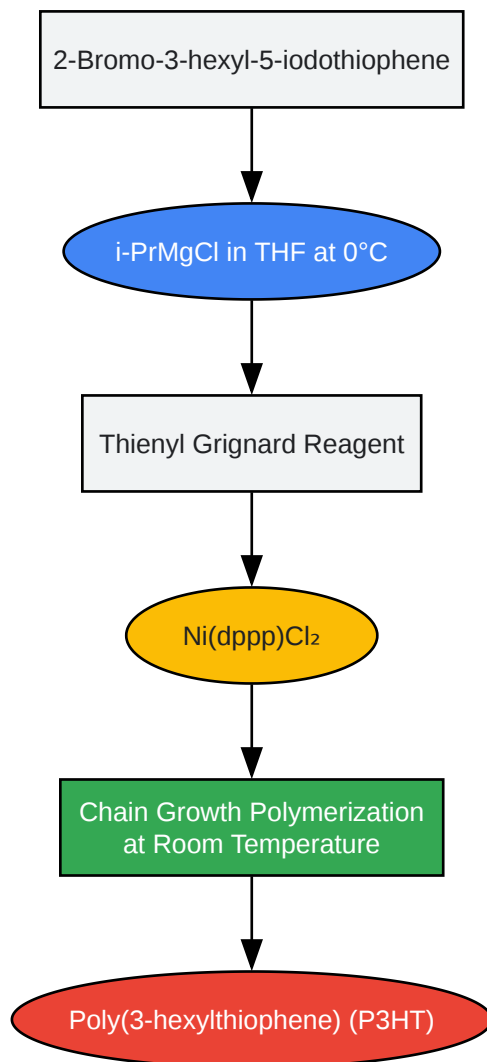 2-Bromo-3-hexyl-5-iodothiophene
i-PrMgCl in THF at 0°C
Thienyl Grignard Reagent
Ni(dppp)Cl₂
Chain Growth Polymerization
at Room Temperature
Poly(3-hexylthiophene) (P3HT)